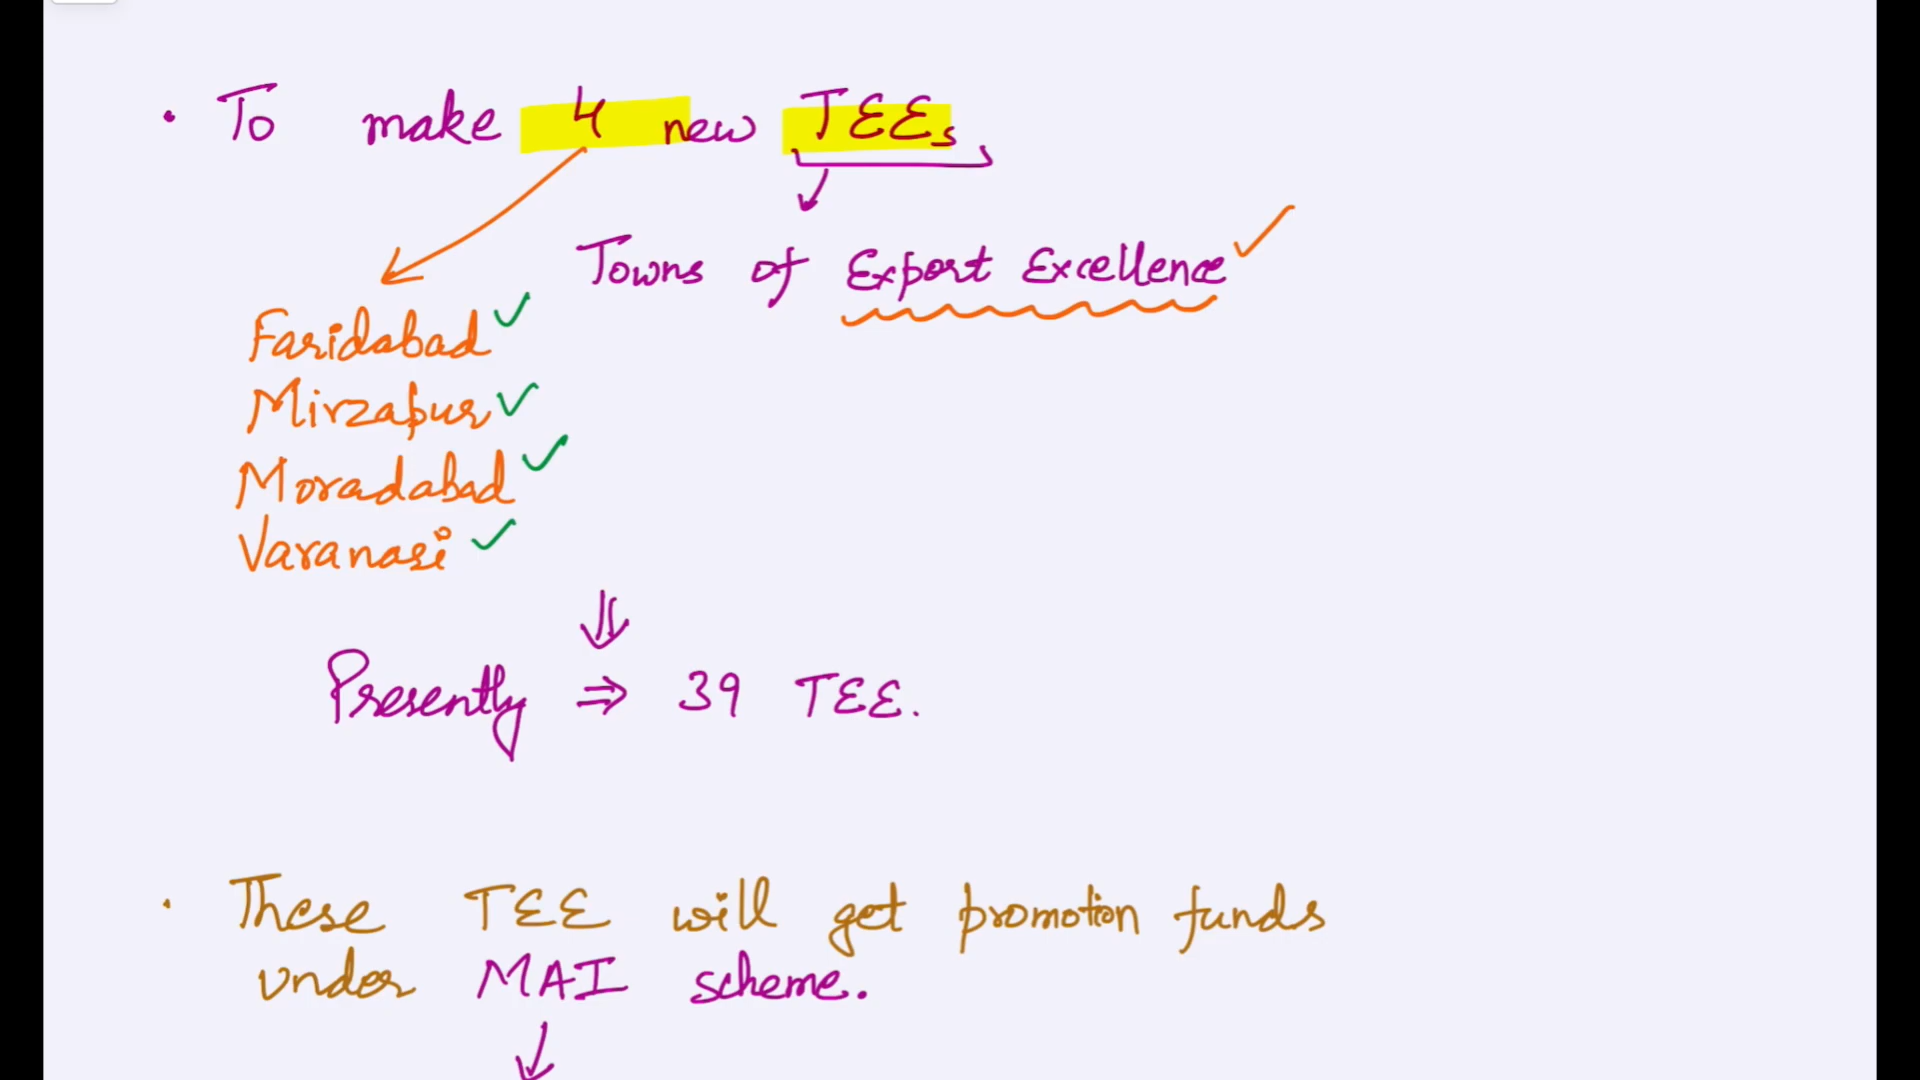 • To make 4 new TEEs
Towns of Export Excellence
Faridabad
Mirzapur
Moradabad
Varanasi
Presently ⇒ 39 TEE.
• These TEE will get promotion funds
under MAI scheme.